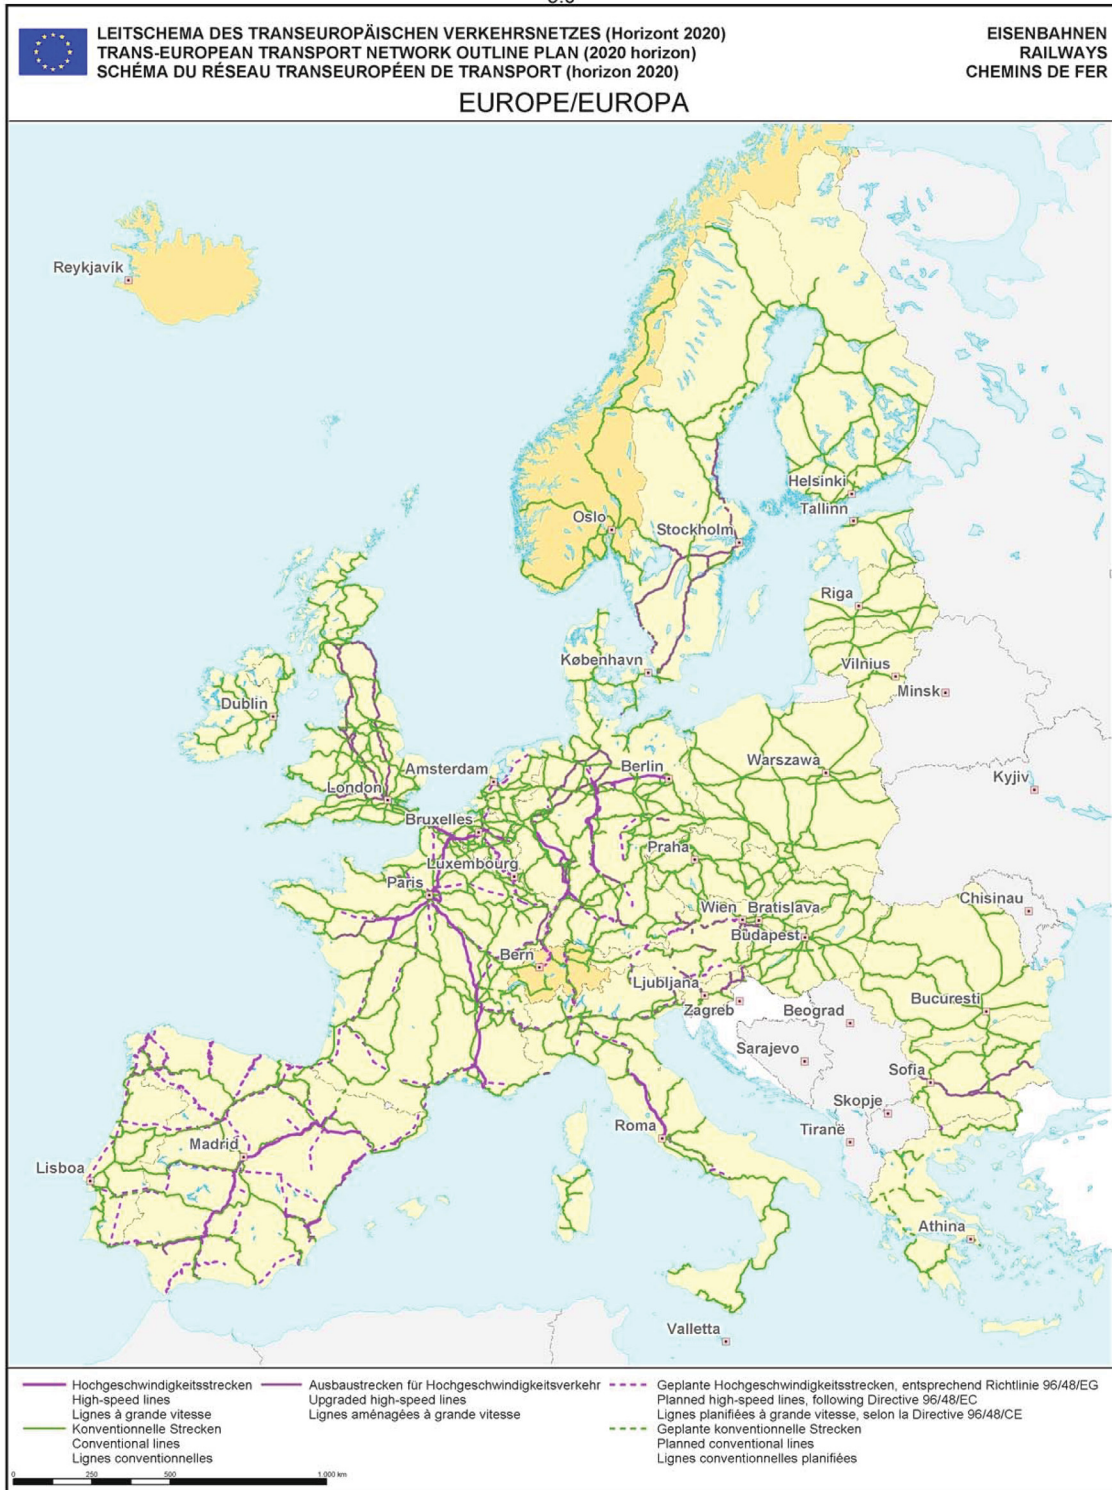 LEITSCHEMA DES TRANSEUROPÄISCHEN VERKEHRSNETZES (Horizont 2020)
TRANS-EUROPEAN TRANSPORT NETWORK OUTLINE PLAN (2020 horizon)
SCHÉMA DU RÉSEAU TRANSEUROPÉEN DE TRANSPORT (horizon 2020)
EISENBAHNEN
RAILWAYS
CHEMINS DE FER
EUROPE/EUROPA
Reykjavík
Helsinki
Tallinn
Oslo
Stockholm
Riga
København
Vilnius
Minsk
Dublin
Amsterdam
Berlin
Warszawa
Kyjiv
London
Bruxelles
Luxembourg
Praha
Paris
Wien
Bratislava
Chisinau
Budapest
Bern
Ljubljana
Zagreb
Beograd
Bucuresti
Sarajevo
Sofia
Skopje
Roma
Tiranë
Madrid
Lisboa
Athina
Valletta
Hochgeschwindigkeitsstrecken
High-speed lines
Lignes à grande vitesse
Konventionelle Strecken
Conventional lines
Lignes conventionnelles
Ausbaustrecken für Hochgeschwindigkeitsverkehr
Upgraded high-speed lines
Lignes aménagées à grande vitesse
Geplante Hochgeschwindigkeitsstrecken, entsprechend Richtlinie 96/48/EG
Planned high-speed lines, following Directive 96/48/EC
Lignes planifiées à grande vitesse, selon la Directive 96/48/CE
Geplante konventionelle Strecken
Planned conventional lines
Lignes conventionnelles planifiées
0 250 500 1.000 km